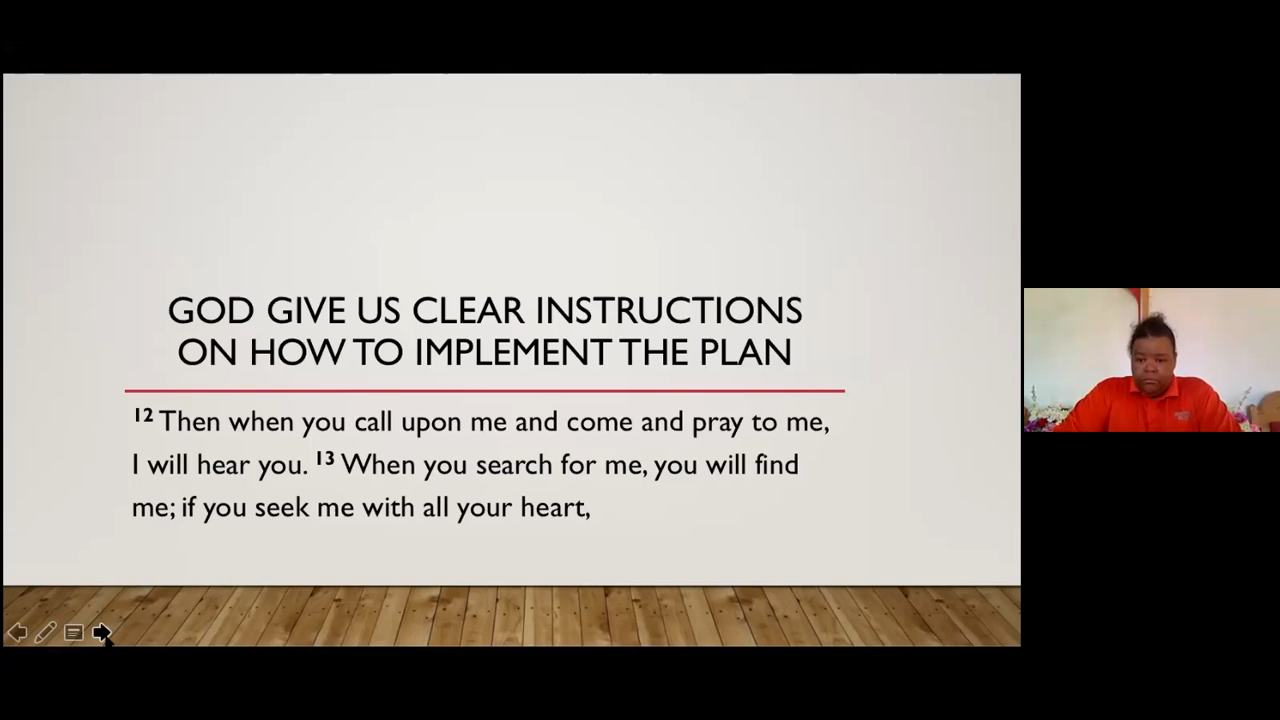 GOD GIVE US CLEAR INSTRUCTIONS
ON HOW TO IMPLEMENT THE PLAN
12 Then when you call upon me and come and pray to me,
I will hear you. 13 When you search for me, you will find
me; if you seek me with all your heart,